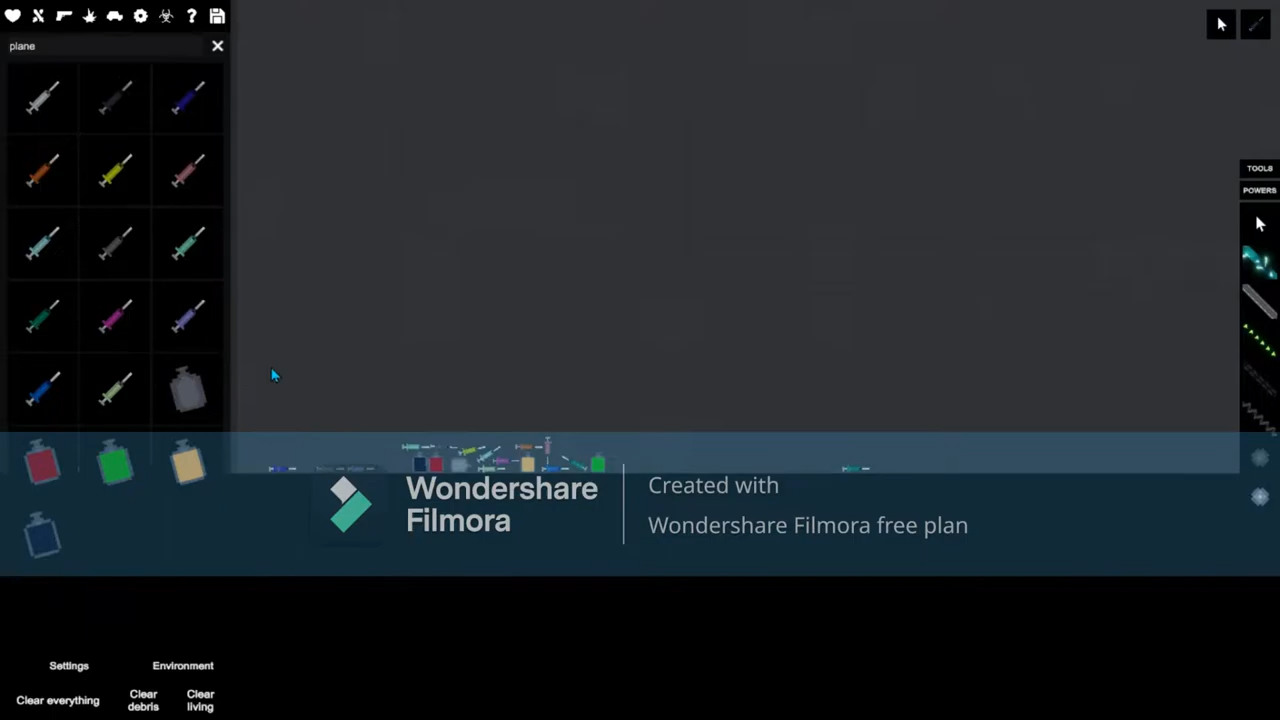 plane
TOOLS
POWERS
Wondershare
Filmora
Created with
Wondershare Filmora free plan
Settings
Environment
Clear everything
Clear
debris
Clear
living